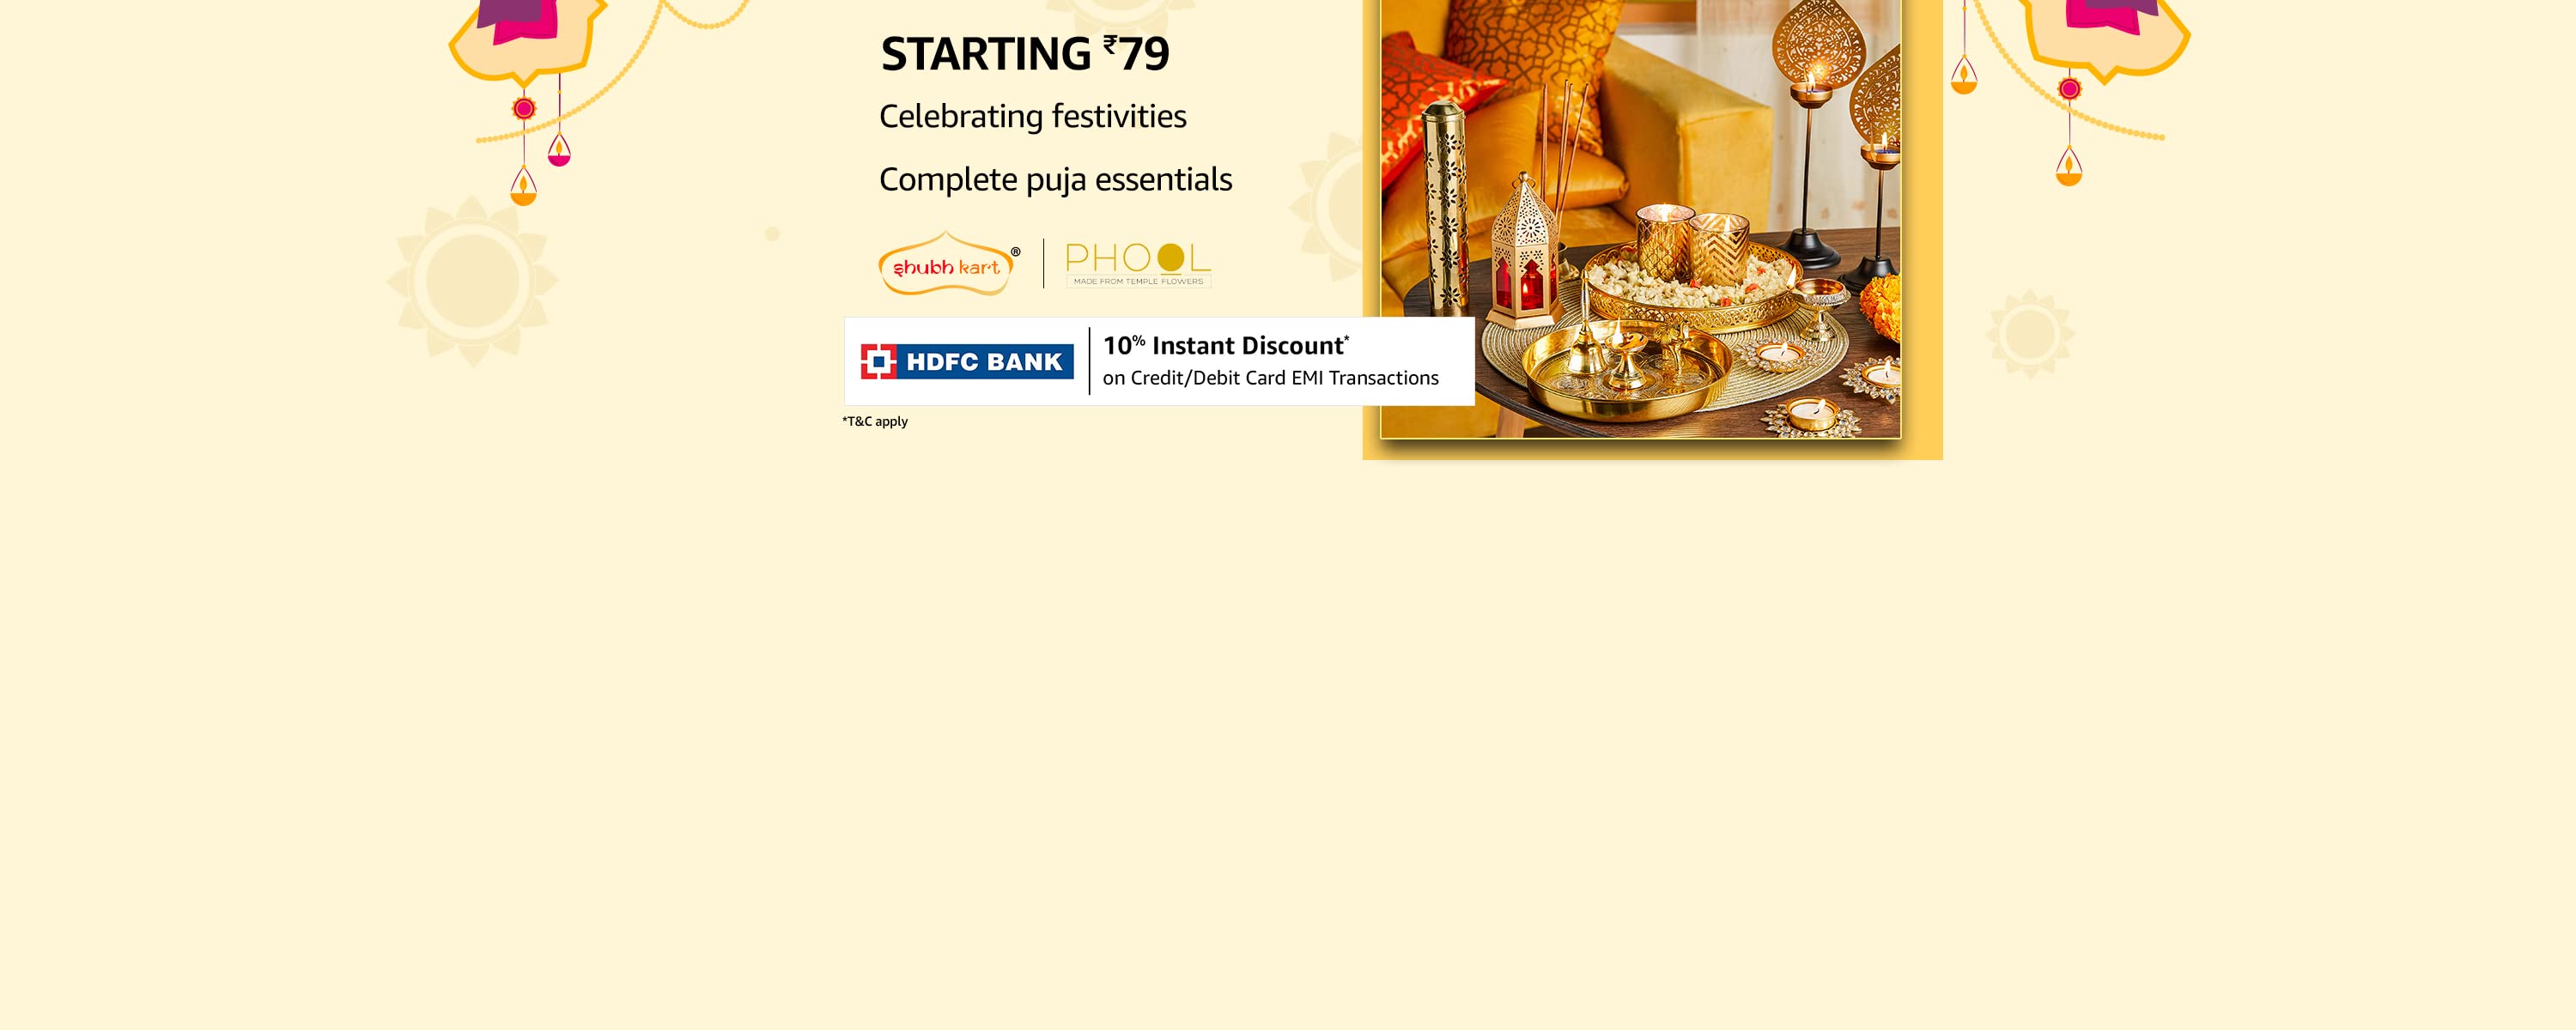 STARTING ₹79
Celebrating festivities
Complete puja essentials
shubh kart®
PHOOL
MADE FROM TEMPLE FLOWERS
HDFC BANK
10% Instant Discount*
on Credit/Debit Card EMI Transactions
*T&C apply